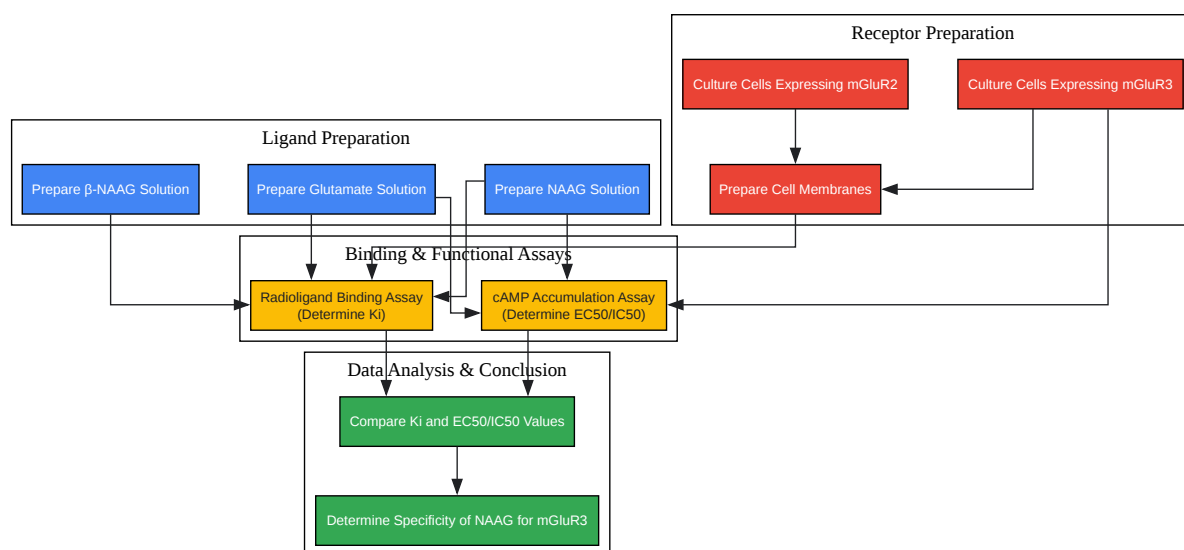 Receptor Preparation
Culture Cells Expressing mGluR2
Culture Cells Expressing mGluR3
Ligand Preparation
Prepare β-NAAG Solution
Prepare Glutamate Solution
Prepare NAAG Solution
Prepare Cell Membranes
Binding & Functional Assays
Radioligand Binding Assay
(Determine Ki)
cAMP Accumulation Assay
(Determine EC50/IC50)
Data Analysis & Conclusion
Compare Ki and EC50/IC50 Values
Determine Specificity of NAAG for mGluR3